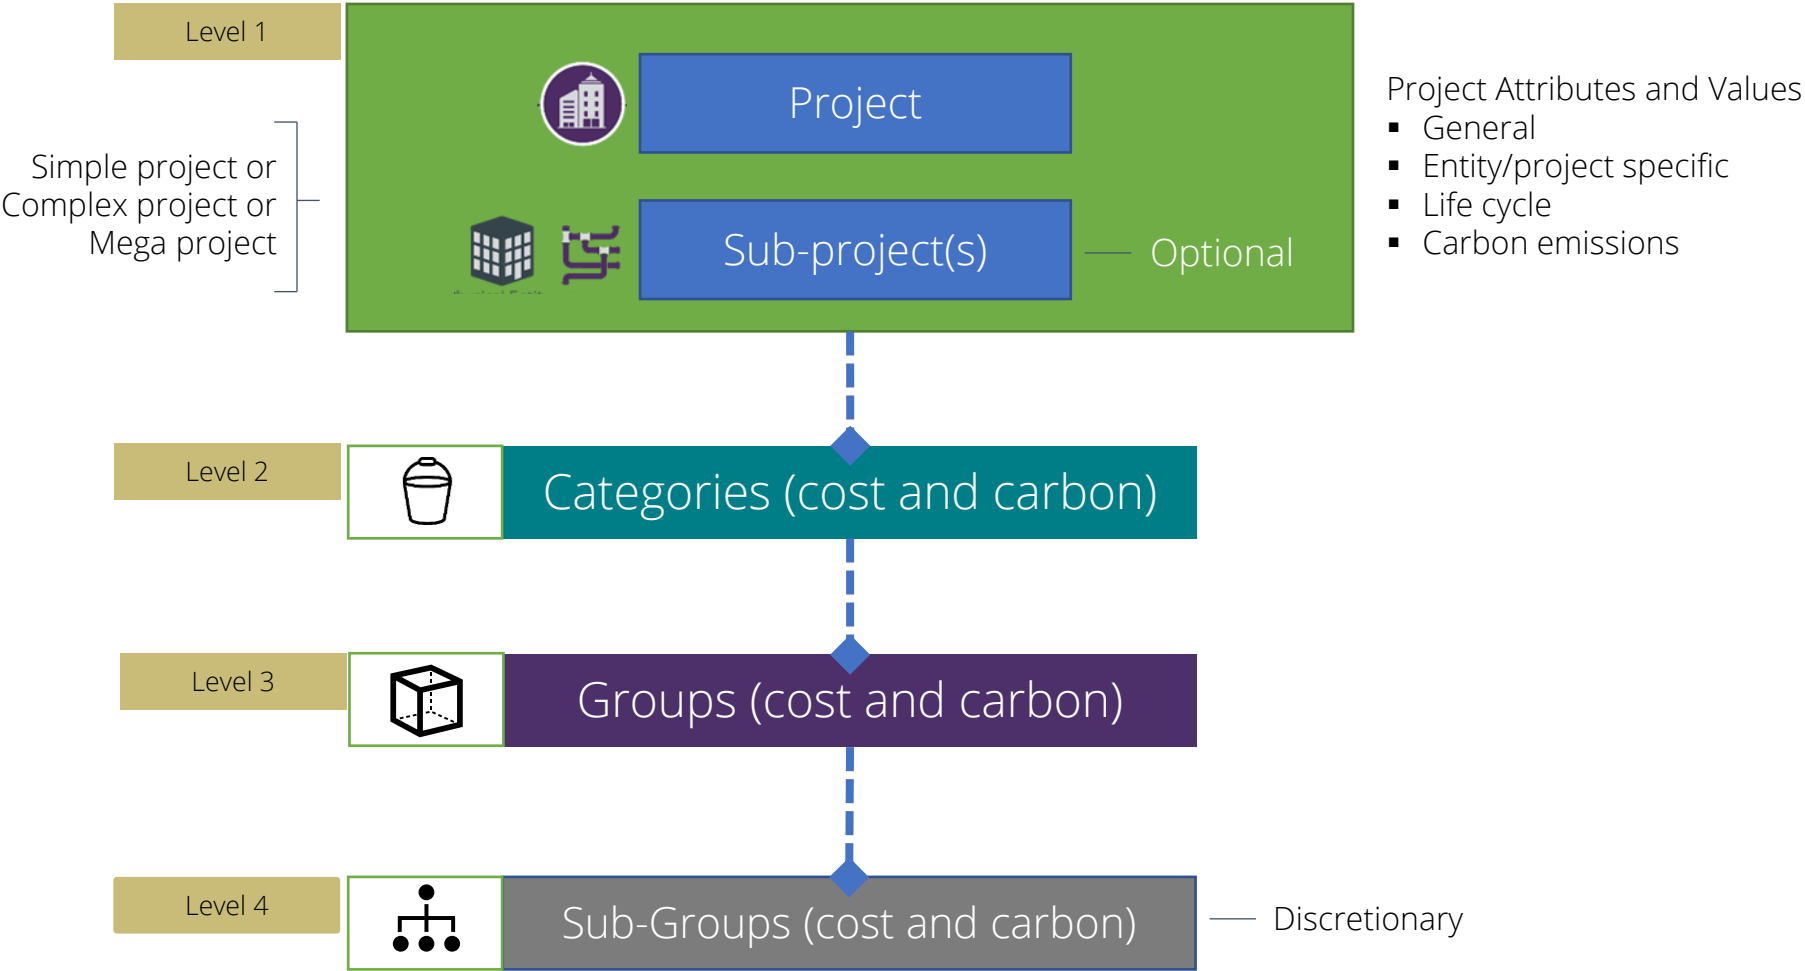 Level 1
Project
Simple project or
Complex project or
Mega project
Sub-project(s)
Optional
Project Attributes and Values
▪ General
▪ Entity/project specific
▪ Life cycle
▪ Carbon emissions
Level 2
Categories (cost and carbon)
Level 3
Groups (cost and carbon)
Level 4
Sub-Groups (cost and carbon)
Discretionary